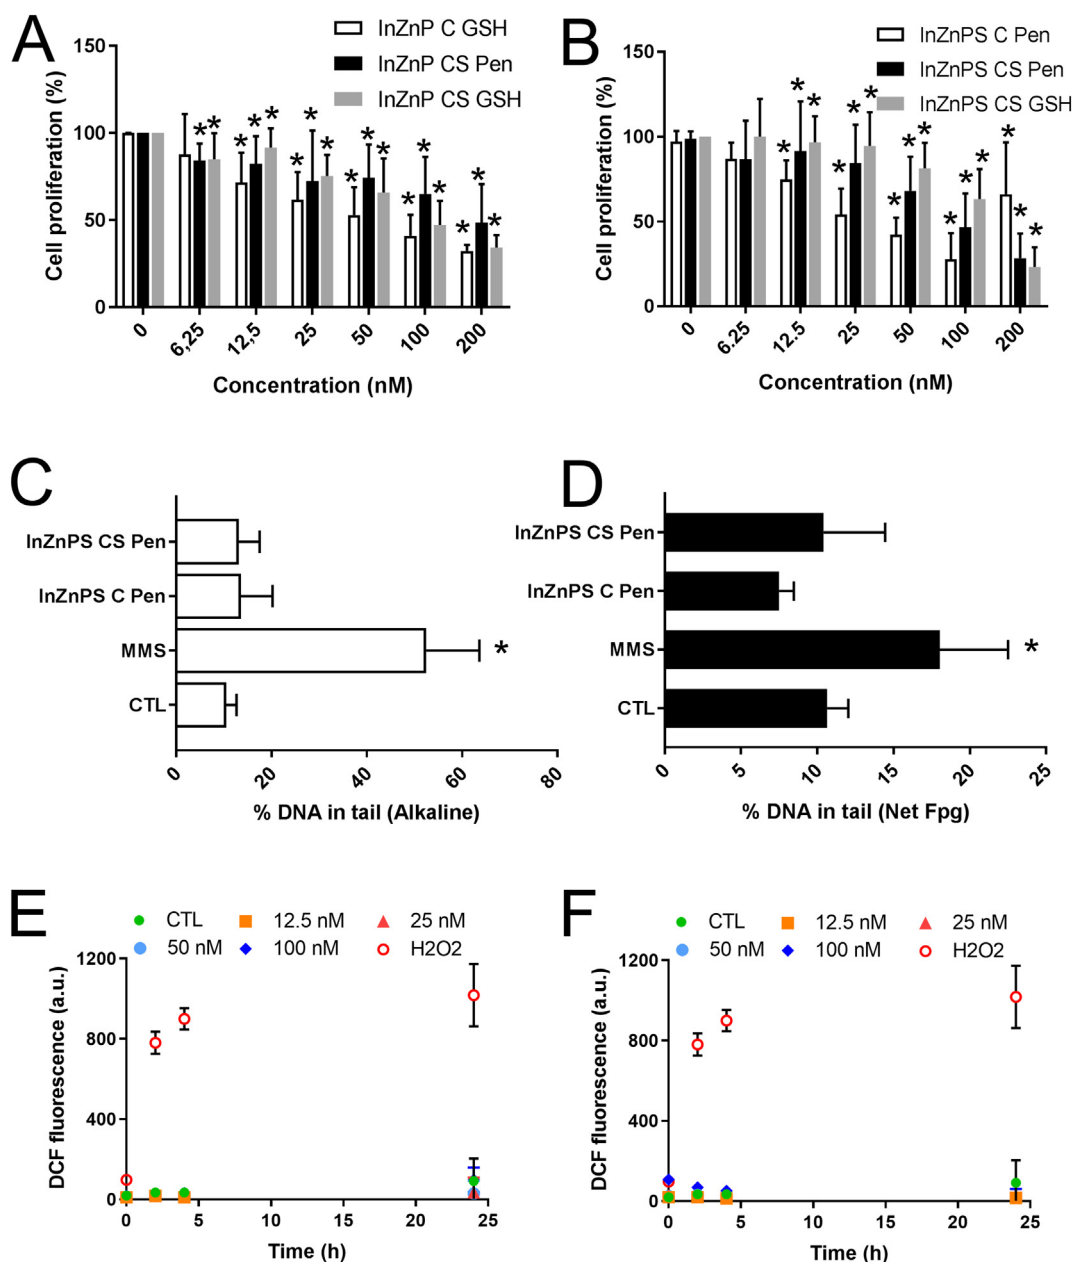 A
InZnP C GSH
InZnP CS Pen
InZnP CS GSH
Cell proliferation (%)
150
100
50
0
* * * * * * * * * * * * * * * * *
0 6,25 12,5 25 50 100 200
Concentration (nM)
B
InZnPS C Pen
InZnPS CS Pen
InZnPS CS GSH
Cell proliferation (%)
150
100
50
0
* * * * * * * * * * * * * * *
0 6.25 12.5 25 50 100 200
Concentration (nM)
C
InZnPS CS Pen
InZnPS C Pen
MMS
*
CTL
0 20 40 60 80
% DNA in tail (Alkaline)
D
InZnPS CS Pen
InZnPS C Pen
MMS
*
CTL
0 5 10 15 20 25
% DNA in tail (Net Fpg)
E
CTL 12.5 nM 25 nM
50 nM 100 nM H2O2
DCF fluorescence (a.u.)
1200
800
400
0
0 5 10 15 20 25
Time (h)
F
CTL 12.5 nM 25 nM
50 nM 100 nM H2O2
DCF fluorescence (a.u.)
1200
800
400
0
0 5 10 15 20 25
Time (h)